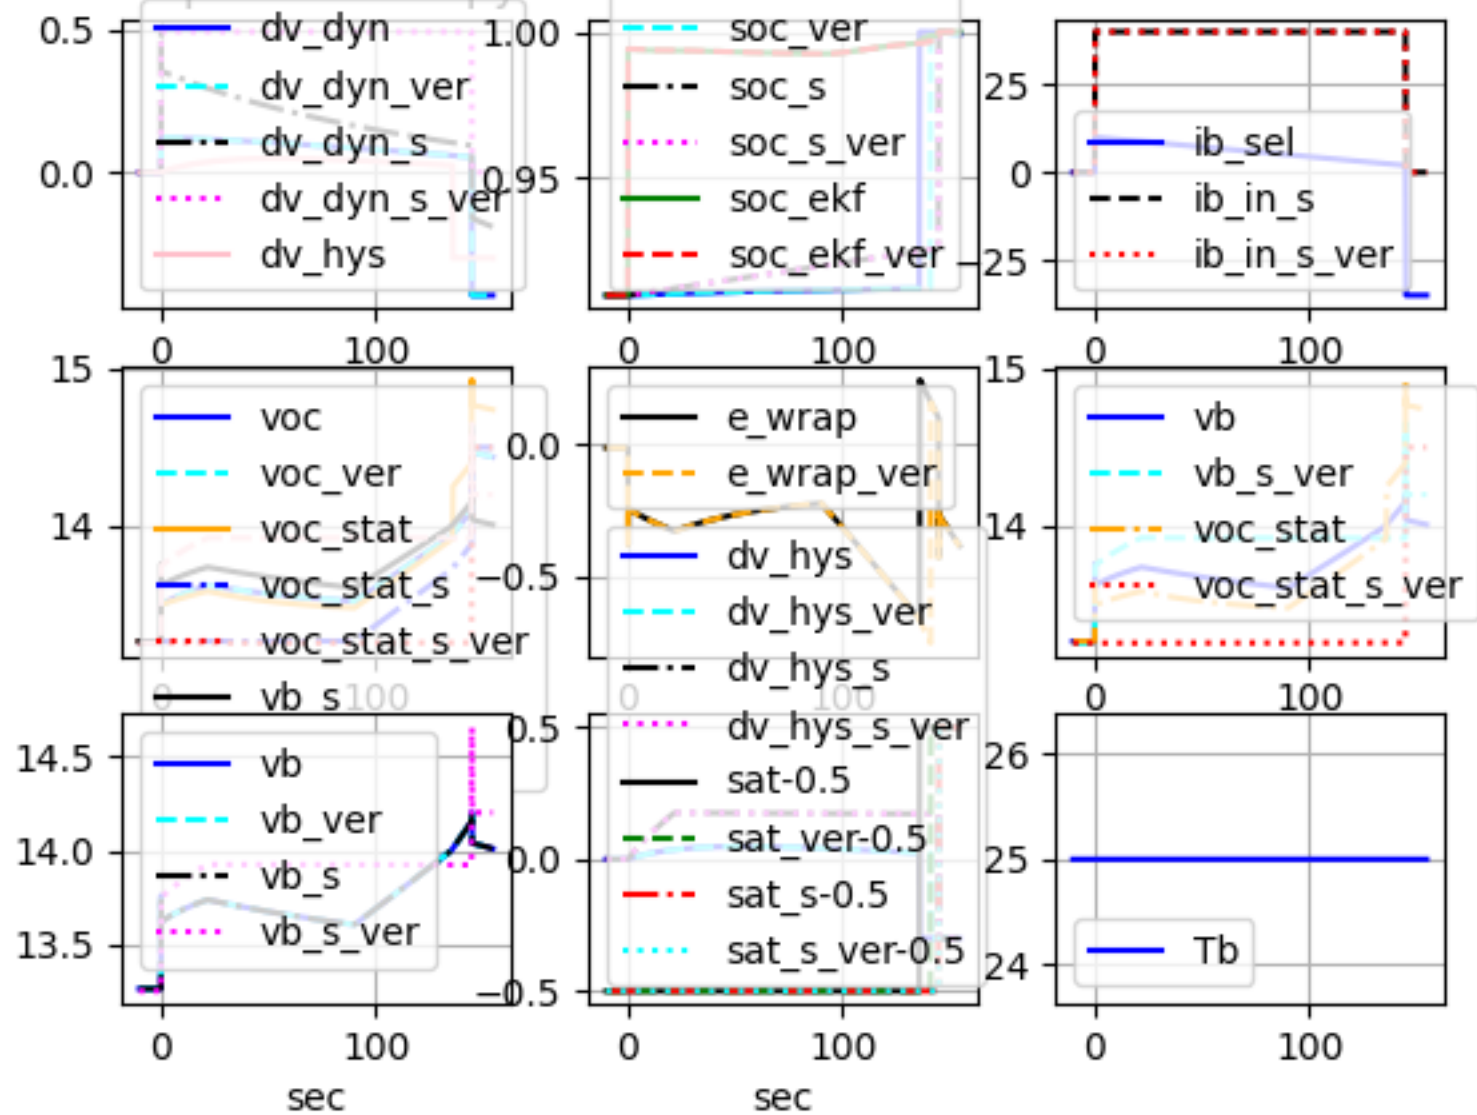 0.5
0.0
dv_dyn
dv_dyn_ver
dv_dyn_s
dv_dyn_s_ver
dv_hys
0 100
1.00
0.95
soc_ver
soc_s
soc_s_ver
soc_ekf
soc_ekf_ver
0 100
25
0
−25
ib_sel
ib_in_s
ib_in_s_ver
0 100
15
14
voc
voc_ver
voc_stat
voc_stat_s
voc_stat_s_ver
vb_s
0 100
0.0
−0.5
e_wrap
e_wrap_ver
dv_hys
dv_hys_ver
dv_hys_s
dv_hys_s_ver
0 100
15
14
vb
vb_s_ver
voc_stat
voc_stat_s_ver
0 100
14.5
14.0
13.5
vb
vb_ver
vb_s
vb_s_ver
0 100
sec
0.5
0.0
−0.5
sat-0.5
sat_ver-0.5
sat_s-0.5
sat_s_ver-0.5
0 100
sec
26
25
24
Tb
0 100